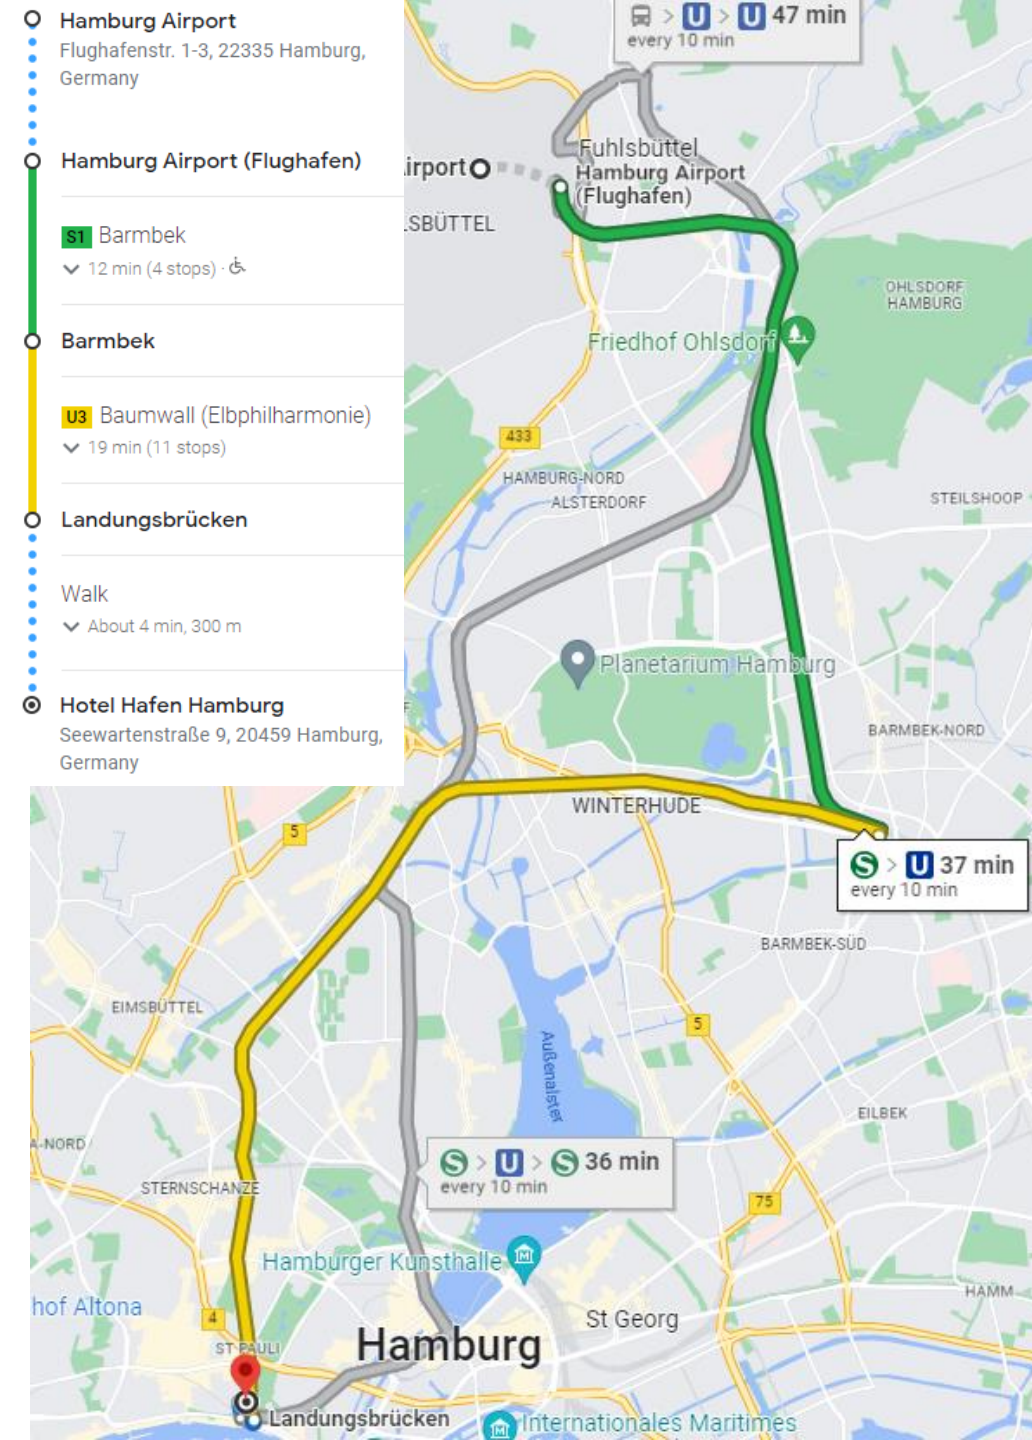 Hamburg Airport
Flughafenstr. 1-3, 22335 Hamburg,
Germany
Hamburg Airport (Flughafen)
S1 Barmbek
12 min (4 stops) ·
Barmbek
U3 Baumwall (Elbphilharmonie)
19 min (11 stops)
Landungsbrücken
Walk
About 4 min, 300 m
Hotel Hafen Hamburg
Seewartenstraße 9, 20459 Hamburg,
Germany
> U > U 47 min
every 10 min
Fuhlsbüttel
irport
Hamburg Airport
(Flughafen)
LSBÜTTEL
OHLSDORF
HAMBURG
Friedhof Ohlsdorf
433
HAMBURG-NORD
ALSTERDORF
STEILSHOOP
Planetarium Hamburg
BARMBEK-NORD
WINTERHUDE
5
S > U 37 min
every 10 min
BARMBEK-SÜD
EIMSBÜTTEL
5
Außenalster
EILBEK
A-NORD
S > U > S 36 min
every 10 min
STERNSCHANZE
75
Hamburger Kunsthalle
HAMM
hof Altona
4
St Georg
ST PAULI
Hamburg
Landungsbrücken
Internationales Maritimes